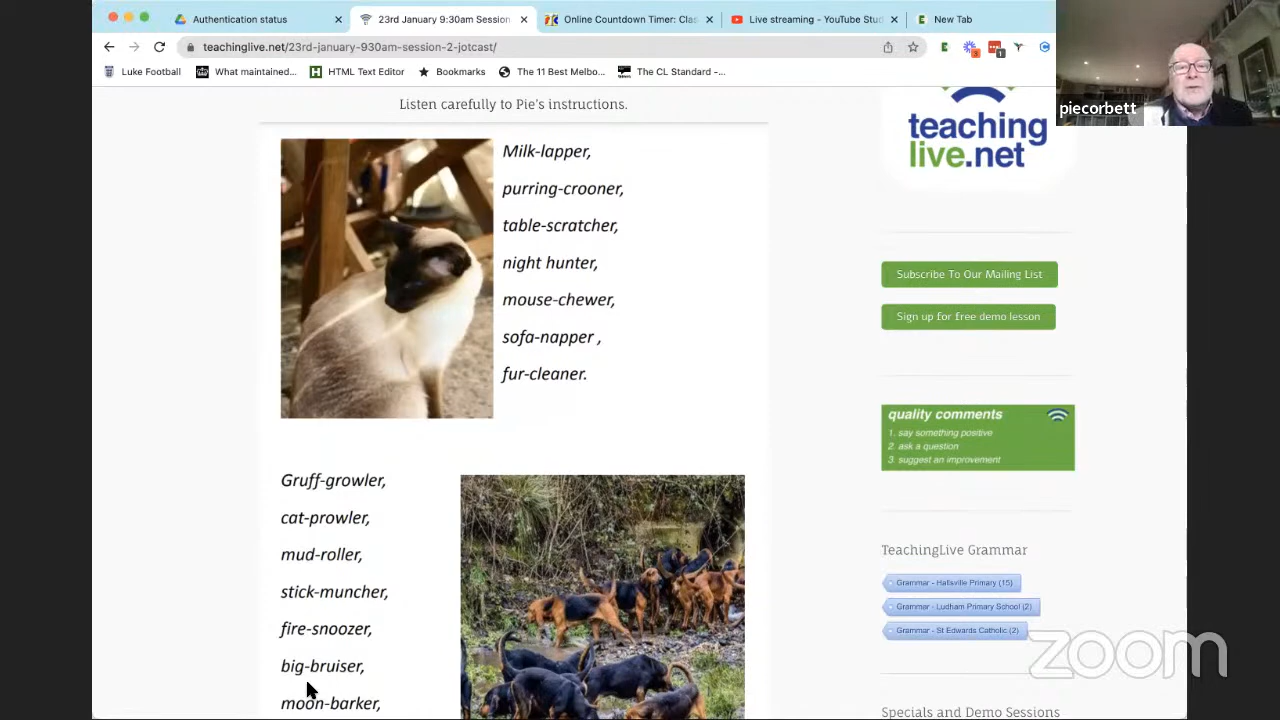 Authentication status
23rd January 9:30am Session
Online Countdown Timer: Clas
Live streaming - YouTube Stud
New Tab
teachinglive.net/23rd-january-930am-session-2-jotcast/
Luke Football
What maintained...
HTML Text Editor
Bookmarks
The 11 Best Melbo...
The CL Standard -...
piecorbett
Listen carefully to Pie's instructions.
Milk-lapper,
purring-crooner,
table-scratcher,
night hunter,
mouse-chewer,
sofa-napper ,
fur-cleaner.
Gruff-growler,
cat-prowler,
mud-roller,
stick-muncher,
fire-snoozer,
big-bruiser,
moon-barker,
teaching
live.net
Subscribe To Our Mailing List
Sign up for free demo lesson
quality comments
1. say something positive
2. ask a question
3. suggest an improvement
TeachingLive Grammar
Grammar - Hallsville Primary (15)
Grammar - Ludham Primary School (2)
Grammar - St Edwards Catholic (2)
zoom
Specials and Demo Sessions